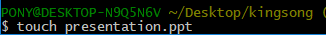 PONY@DESKTOP-N9Q5N6V ~/Desktop/kingsong
$ touch presentation.ppt